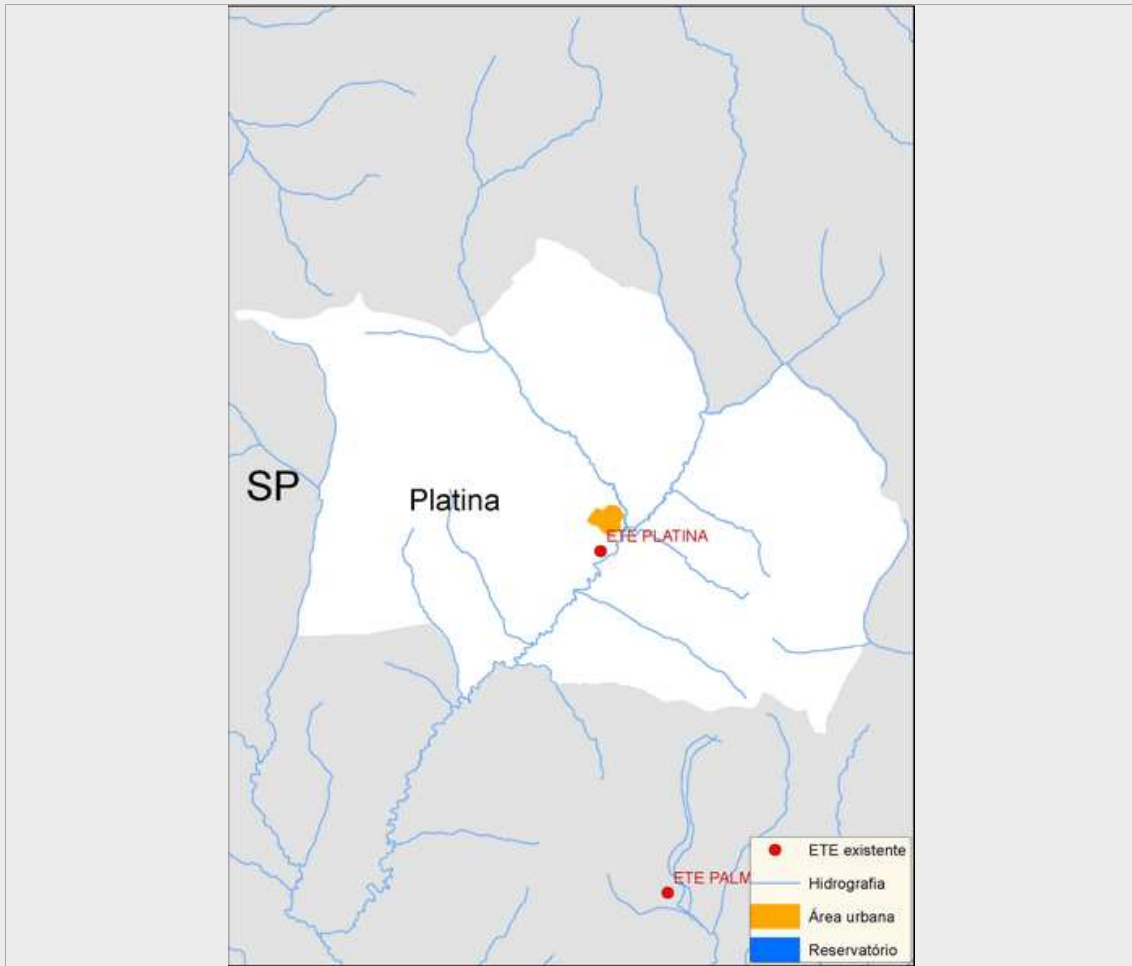 SP
Platina
ETE PLATINA
ETE PALM
ETE existente
Hidrografia
Área urbana
Reservatório